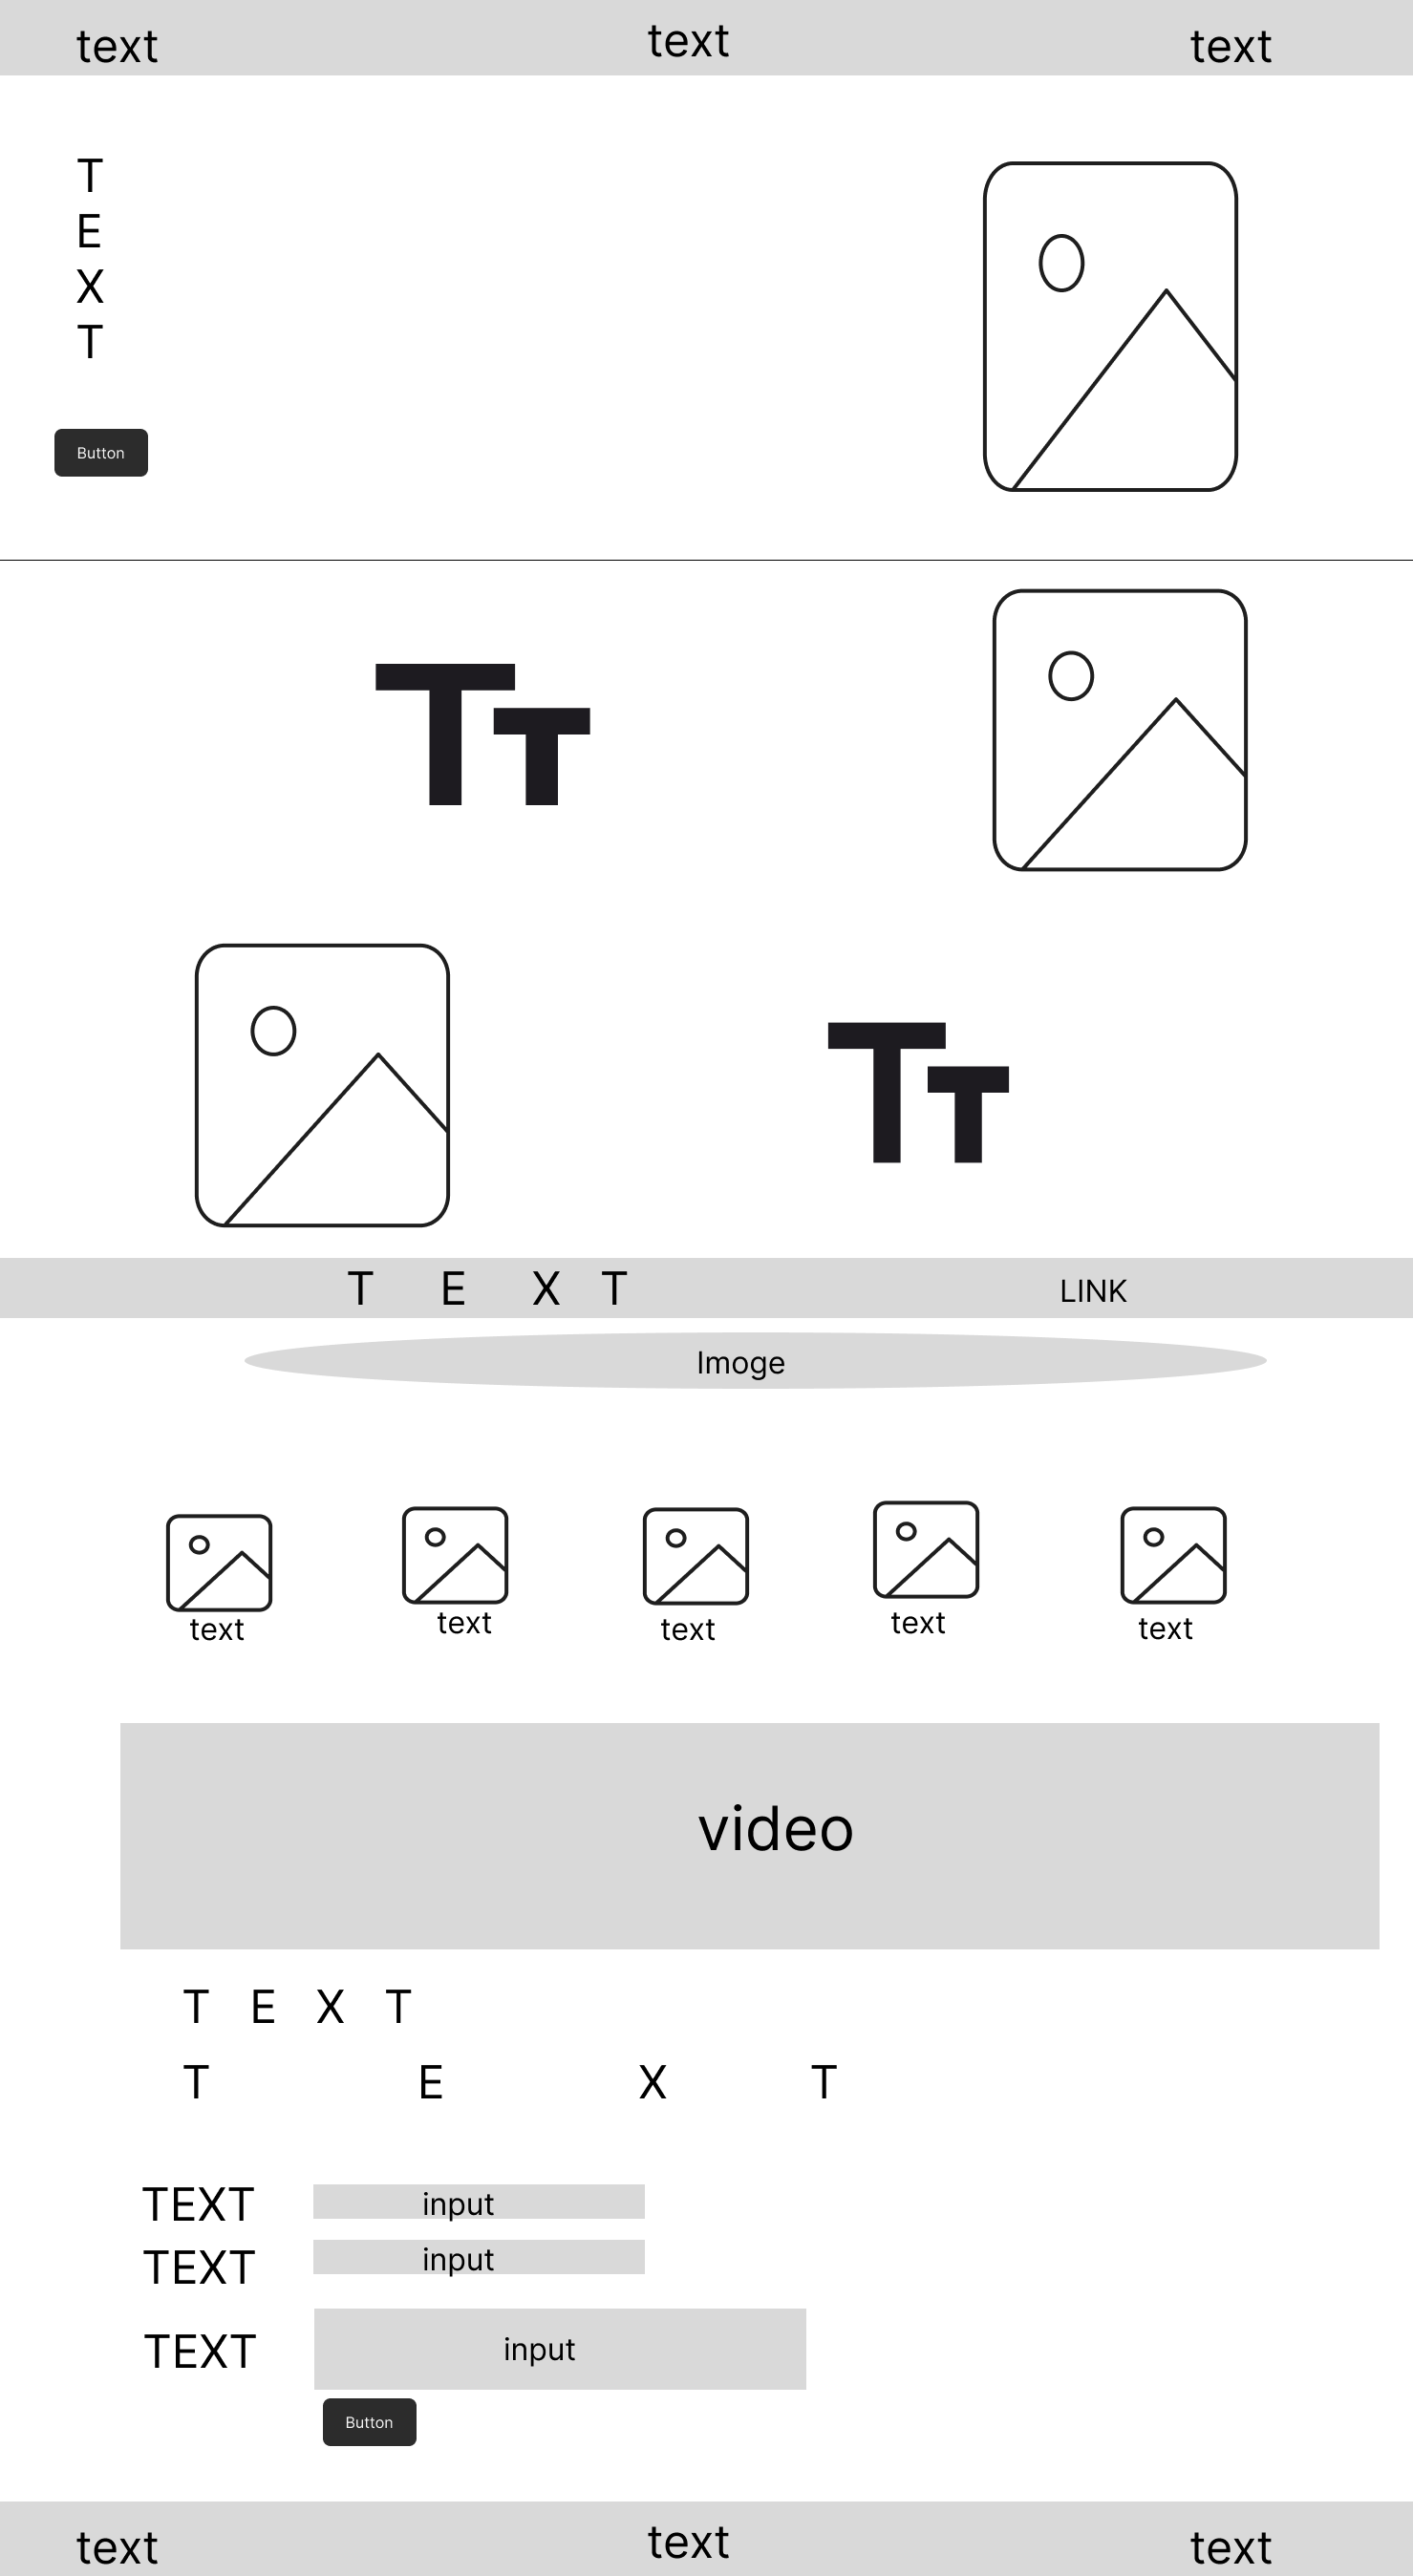 text text text
T
E
X
T
Button
Tт
Tт
T E X T LINK
Imoge
text text text text text
video
T E X T
T E X T
TEXT input
TEXT input
TEXT input
Button
text text text